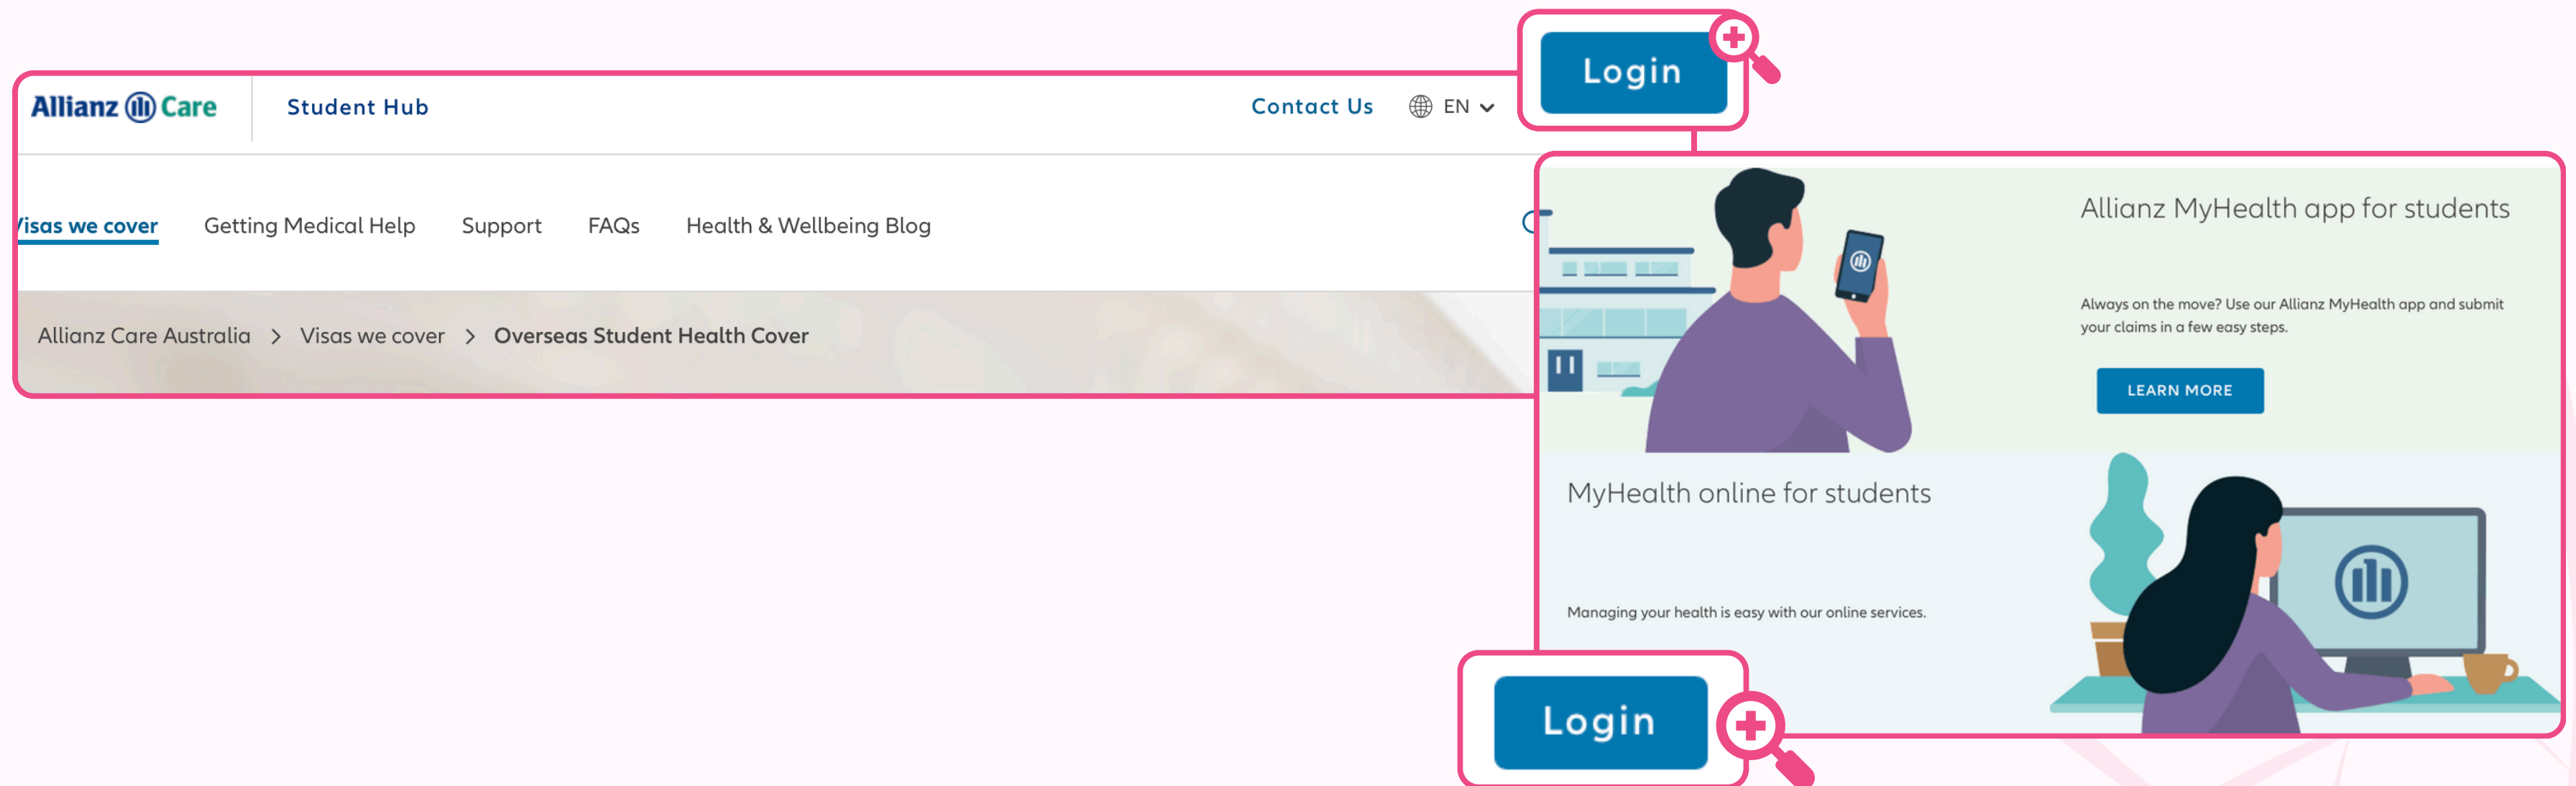 Login
Allianz Care
Student Hub
Contact Us
EN
Visas we cover
Getting Medical Help
Support
FAQs
Health & Wellbeing Blog
Allianz Care Australia > Visas we cover > Overseas Student Health Cover
Allianz MyHealth app for students
Always on the move? Use our Allianz MyHealth app and submit
your claims in a few easy steps.
LEARN MORE
MyHealth online for students
Managing your health is easy with our online services.
Login